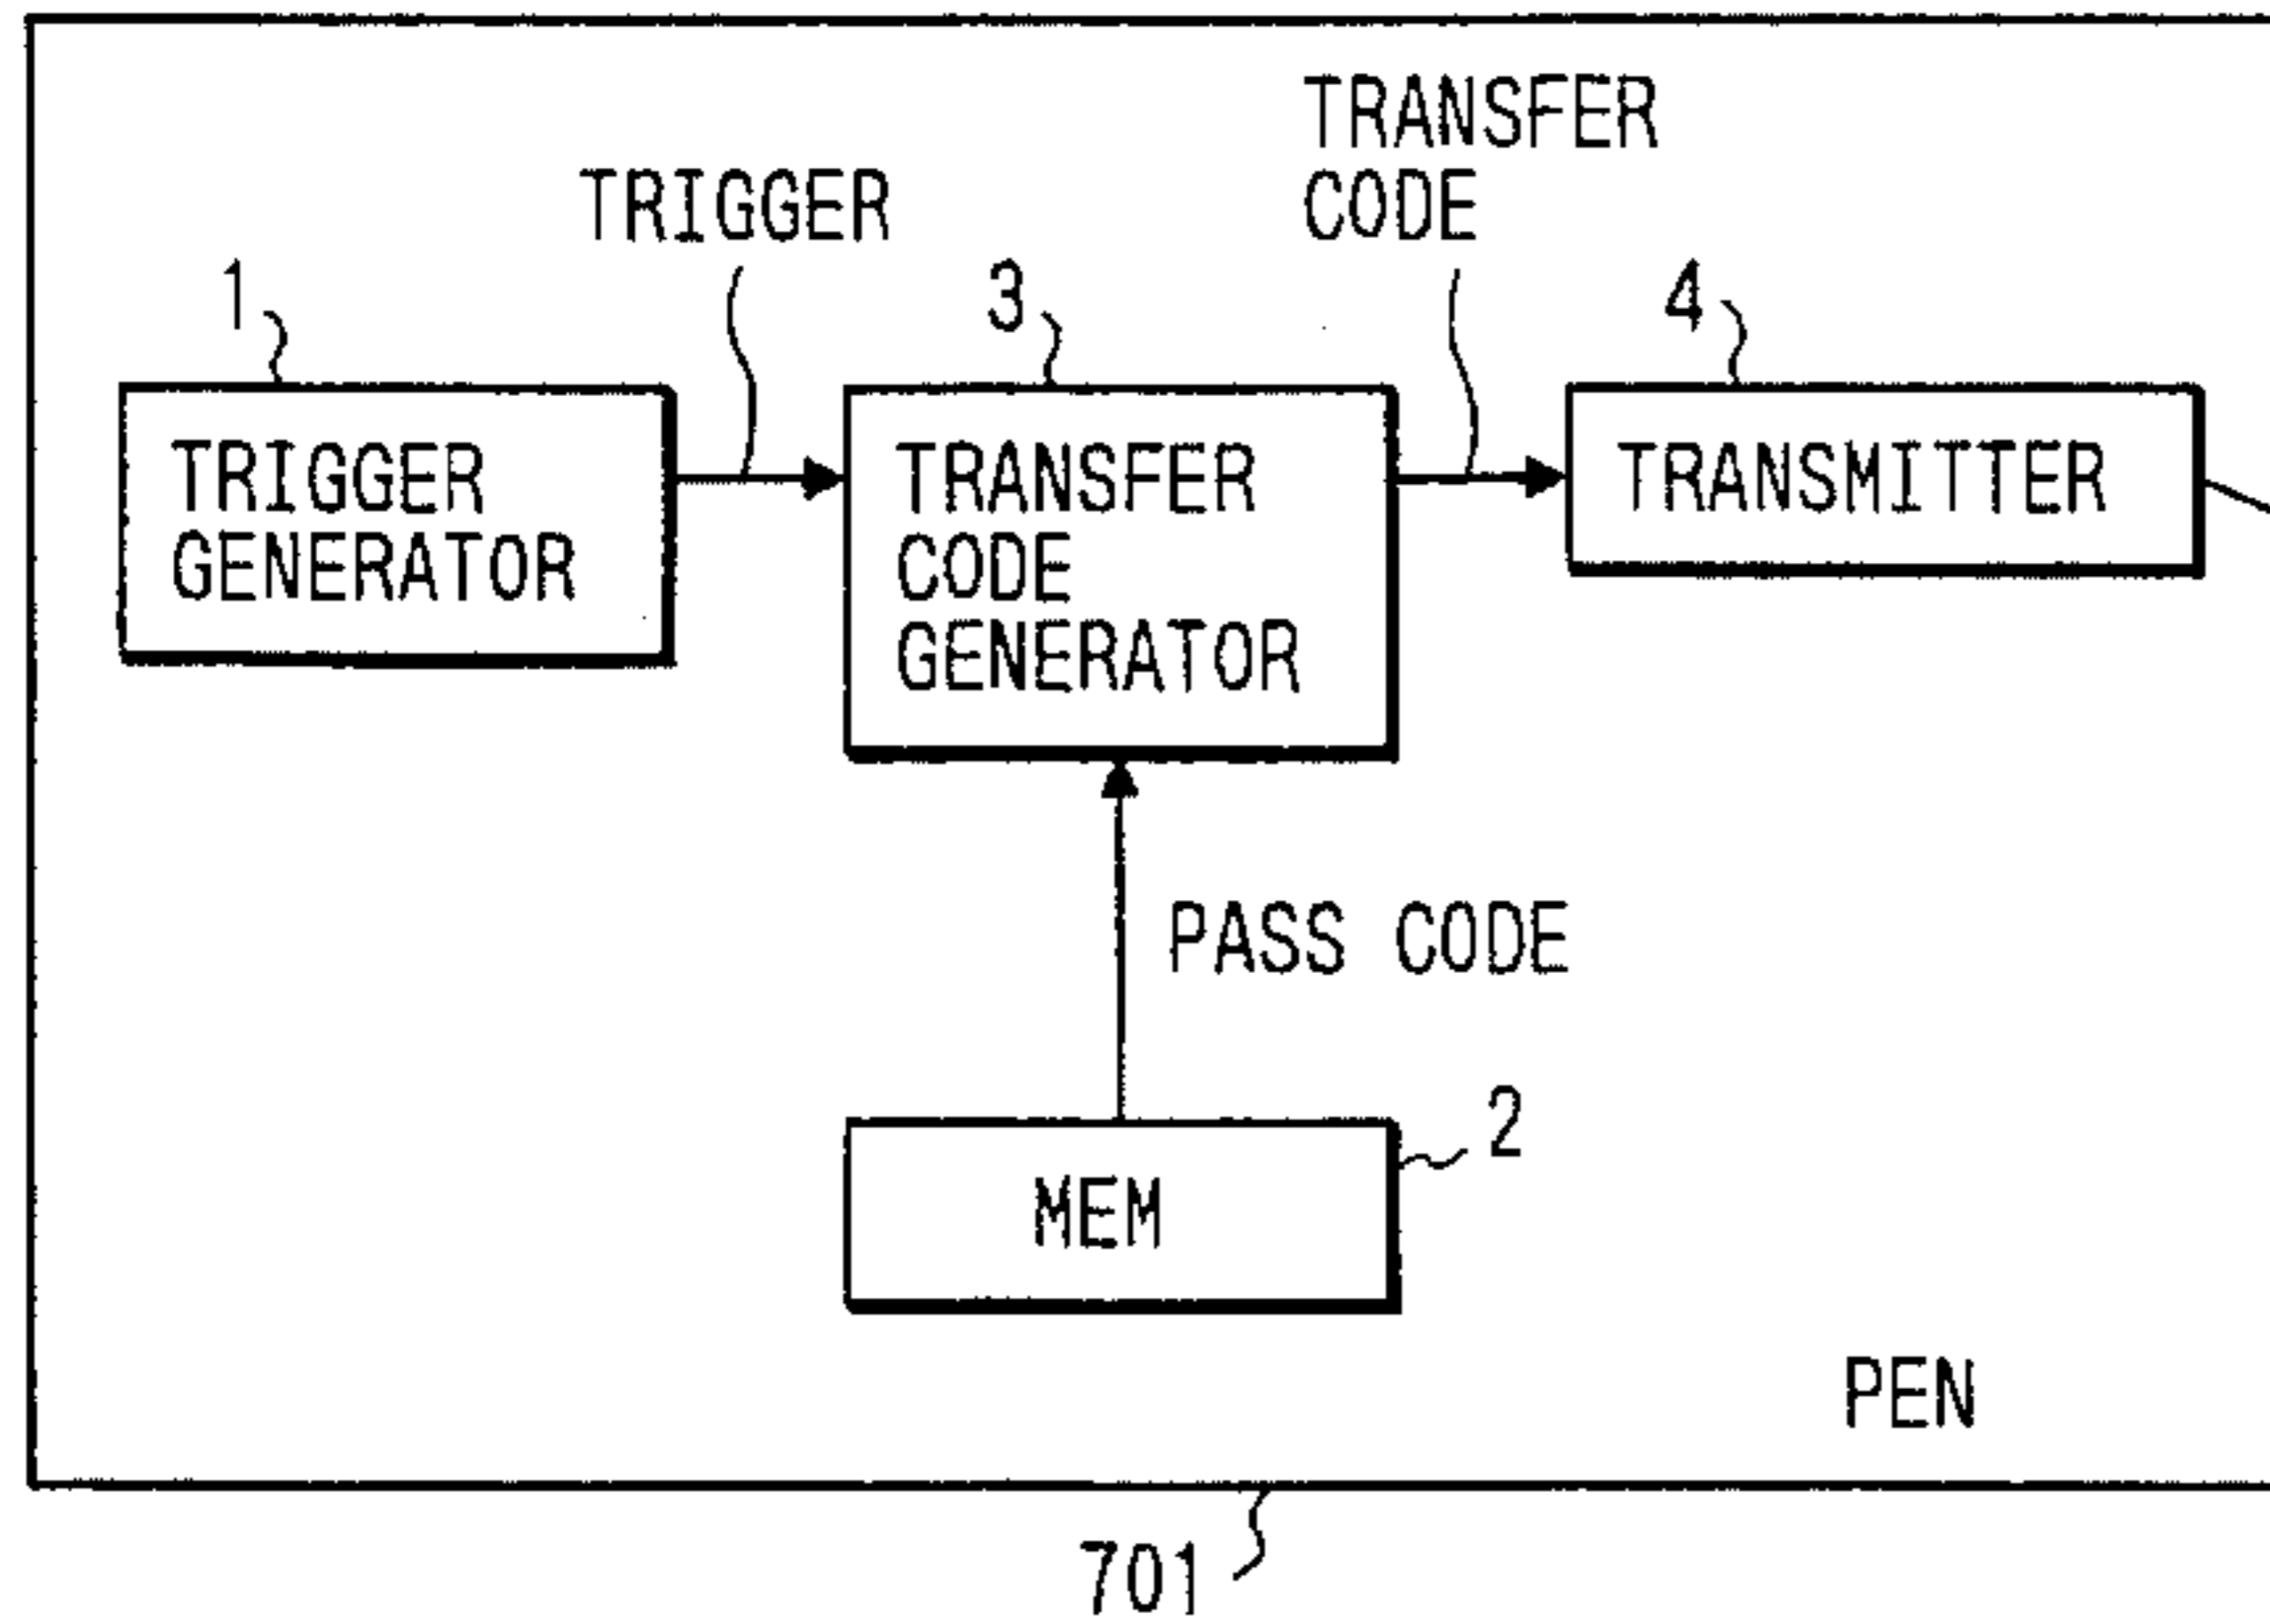 TRANSFER
CODE
TRIGGER
1
3
4
TRIGGER
GENERATOR
TRANSFER
CODE
GENERATOR
TRANSMITTER
PASS CODE
2
MEM
PEN
701